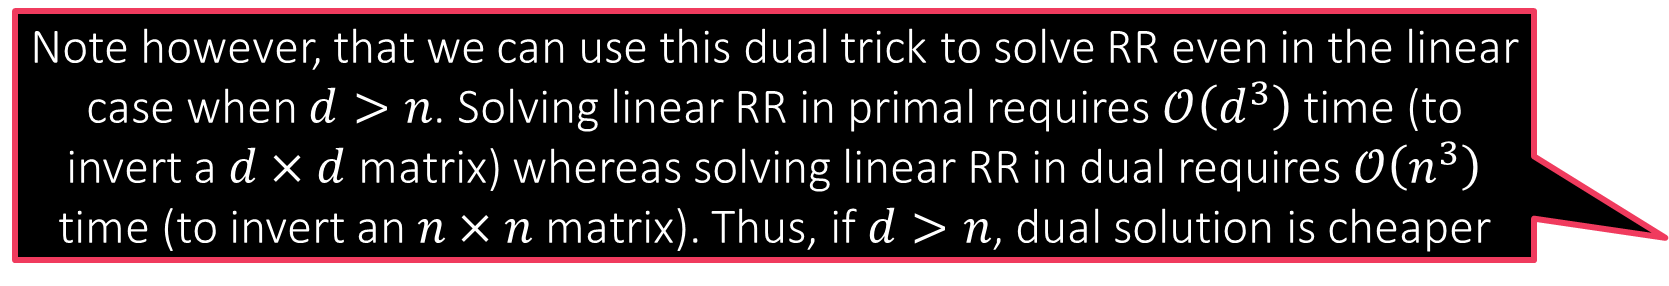 Note however, that we can use this dual trick to solve RR even in the linear
case when d > n. Solving linear RR in primal requires 𝒪(d³) time (to
invert a d × d matrix) whereas solving linear RR in dual requires 𝒪(n³)
time (to invert an n × n matrix). Thus, if d > n, dual solution is cheaper